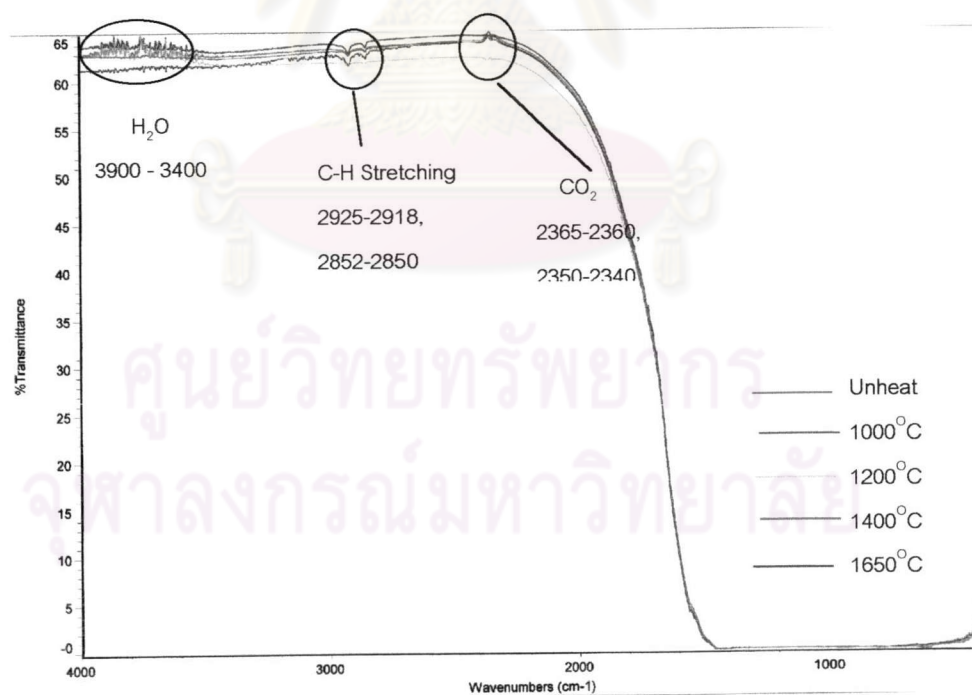 65
60
55
50
45
40
35
30
25
20
15
10
5
-0
%Transmittance
H₂O
3900 - 3400
C-H Stretching
2925-2918,
2852-2850
CO₂
2365-2360,
2350-2340
Unheat
1000°C
1200°C
1400°C
1650°C
ศูนย์วิทยทรัพยากร
จุฬาลงกรณ์มหาวิทยาลัย
4000
3000
2000
1000
Wavenumbers (cm-1)